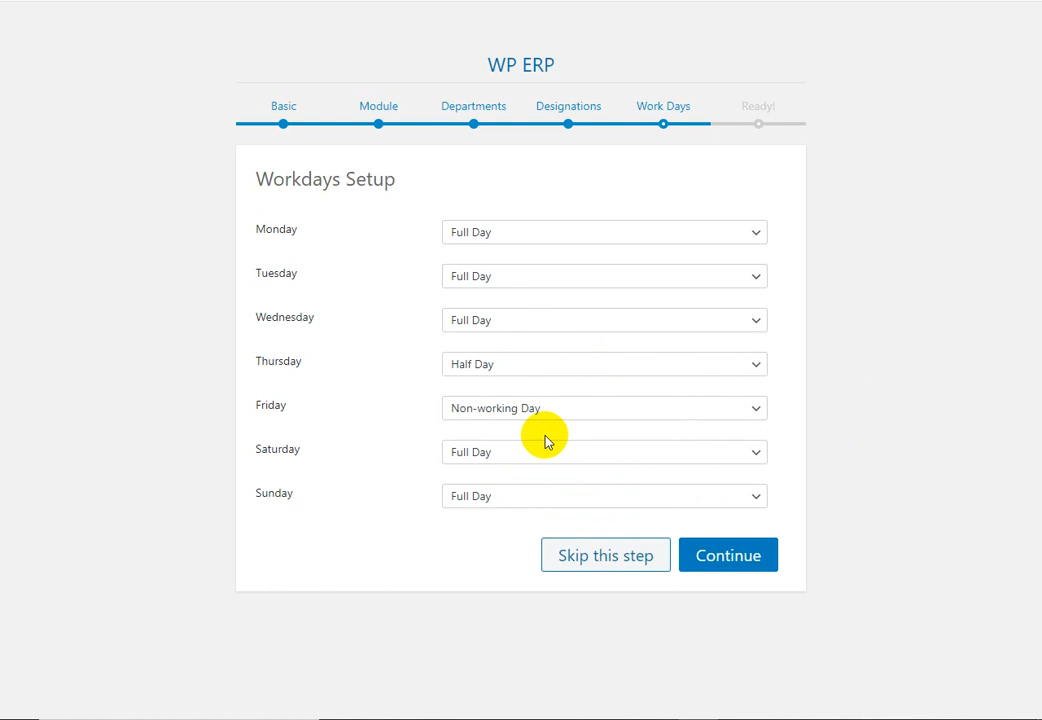 WP ERP
Basic Module Departments Designations Work Days Ready!
Workdays Setup
Monday Full Day
Tuesday Full Day
Wednesday Full Day
Thursday Half Day
Friday Non-working Day
Saturday Full Day
Sunday Full Day
Skip this step Continue